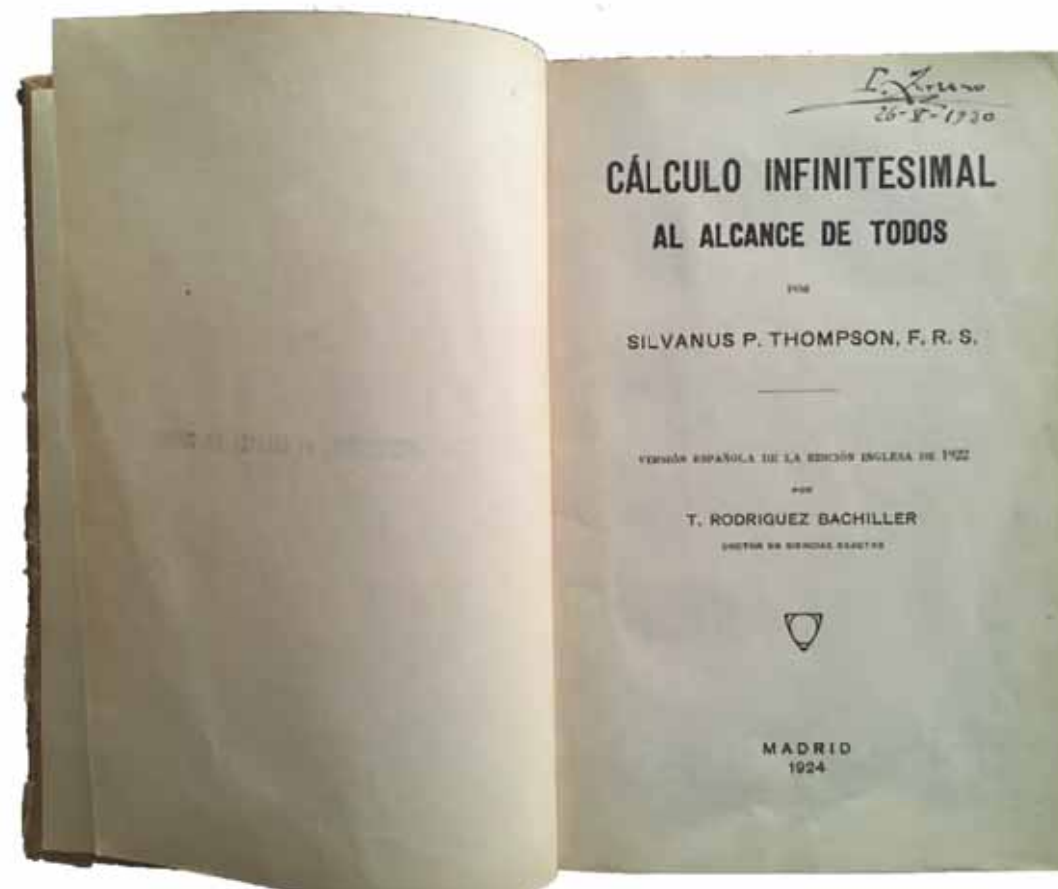 26-V-1930
CÁLCULO INFINITESIMAL
AL ALCANCE DE TODOS
POR
SILVANUS P. THOMPSON, F. R. S.
VERSIÓN ESPAÑOLA DE LA EDICIÓN INGLESA DE 1922
POR
T. RODRIGUEZ BACHILLER
DOCTOR EN CIENCIAS EXACTAS
MADRID
1924